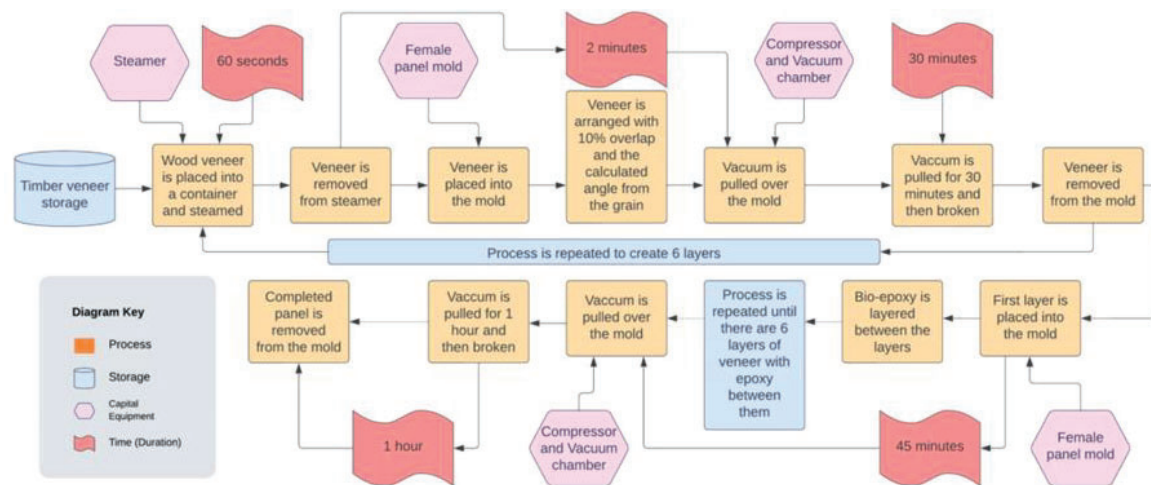 Steamer
60 seconds
Female
panel mold
2 minutes
Compressor
and Vacuum
chamber
30 minutes
Timber veneer
storage
Wood veneer
is placed into
a container
and steamed
Veneer is
removed
from steamer
Veneer is
placed into
the mold
Veneer is
arranged with
10% overlap
and the
calculated
angle from
the grain
Vacuum is
pulled over
the mold
Vaccum is
pulled for 30
minutes and
then broken
Veneer is
removed
from the mold
Process is repeated to create 6 layers
Diagram Key
Process
Storage
Capital
Equipment
Time (Duration)
Completed
panel is
removed
from the mold
Vaccum is
pulled for 1
hour and
then broken
Vaccum is
pulled over
the mold
Process is
repeated until
there are 6
layers of
veneer with
epoxy
between
them
Bio-epoxy is
layered
between the
layers
First layer is
placed into
the mold
1 hour
Compressor
and Vacuum
chamber
45 minutes
Female
panel mold